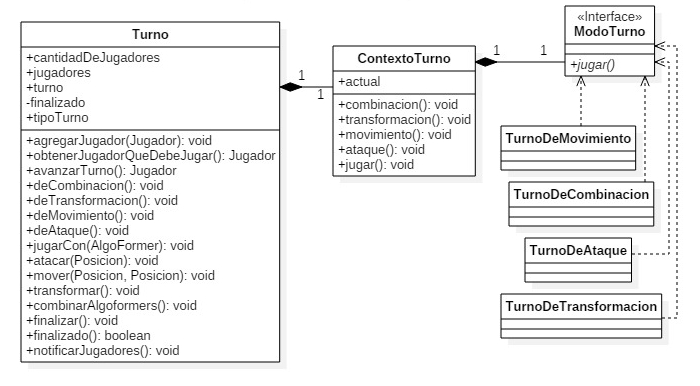 Turno
+cantidadDeJugadores
+jugadores
+turno
-finalizado
+tipoTurno
+agregarJugador(Jugador): void
+obtenerJugadorQueDebeJugar(): Jugador
+avanzarTurno(): Jugador
+deCombinacion(): void
+deTransformacion(): void
+deMovimiento(): void
+deAtaque(): void
+jugarCon(AlgoFormer): void
+atacar(Posicion): void
+mover(Posicion, Posicion): void
+transformar(): void
+combinarAlgoformers(): void
+finalizar(): void
+finalizado(): boolean
+notificarJugadores(): void
1
1
ContextoTurno
+actual
+combinacion(): void
+transformacion(): void
+movimiento(): void
+ataque(): void
+jugar(): void
1
1
«Interface»
ModoTurno
+jugar()
TurnoDeMovimiento
TurnoDeCombinacion
TurnoDeAtaque
TurnoDeTransformacion